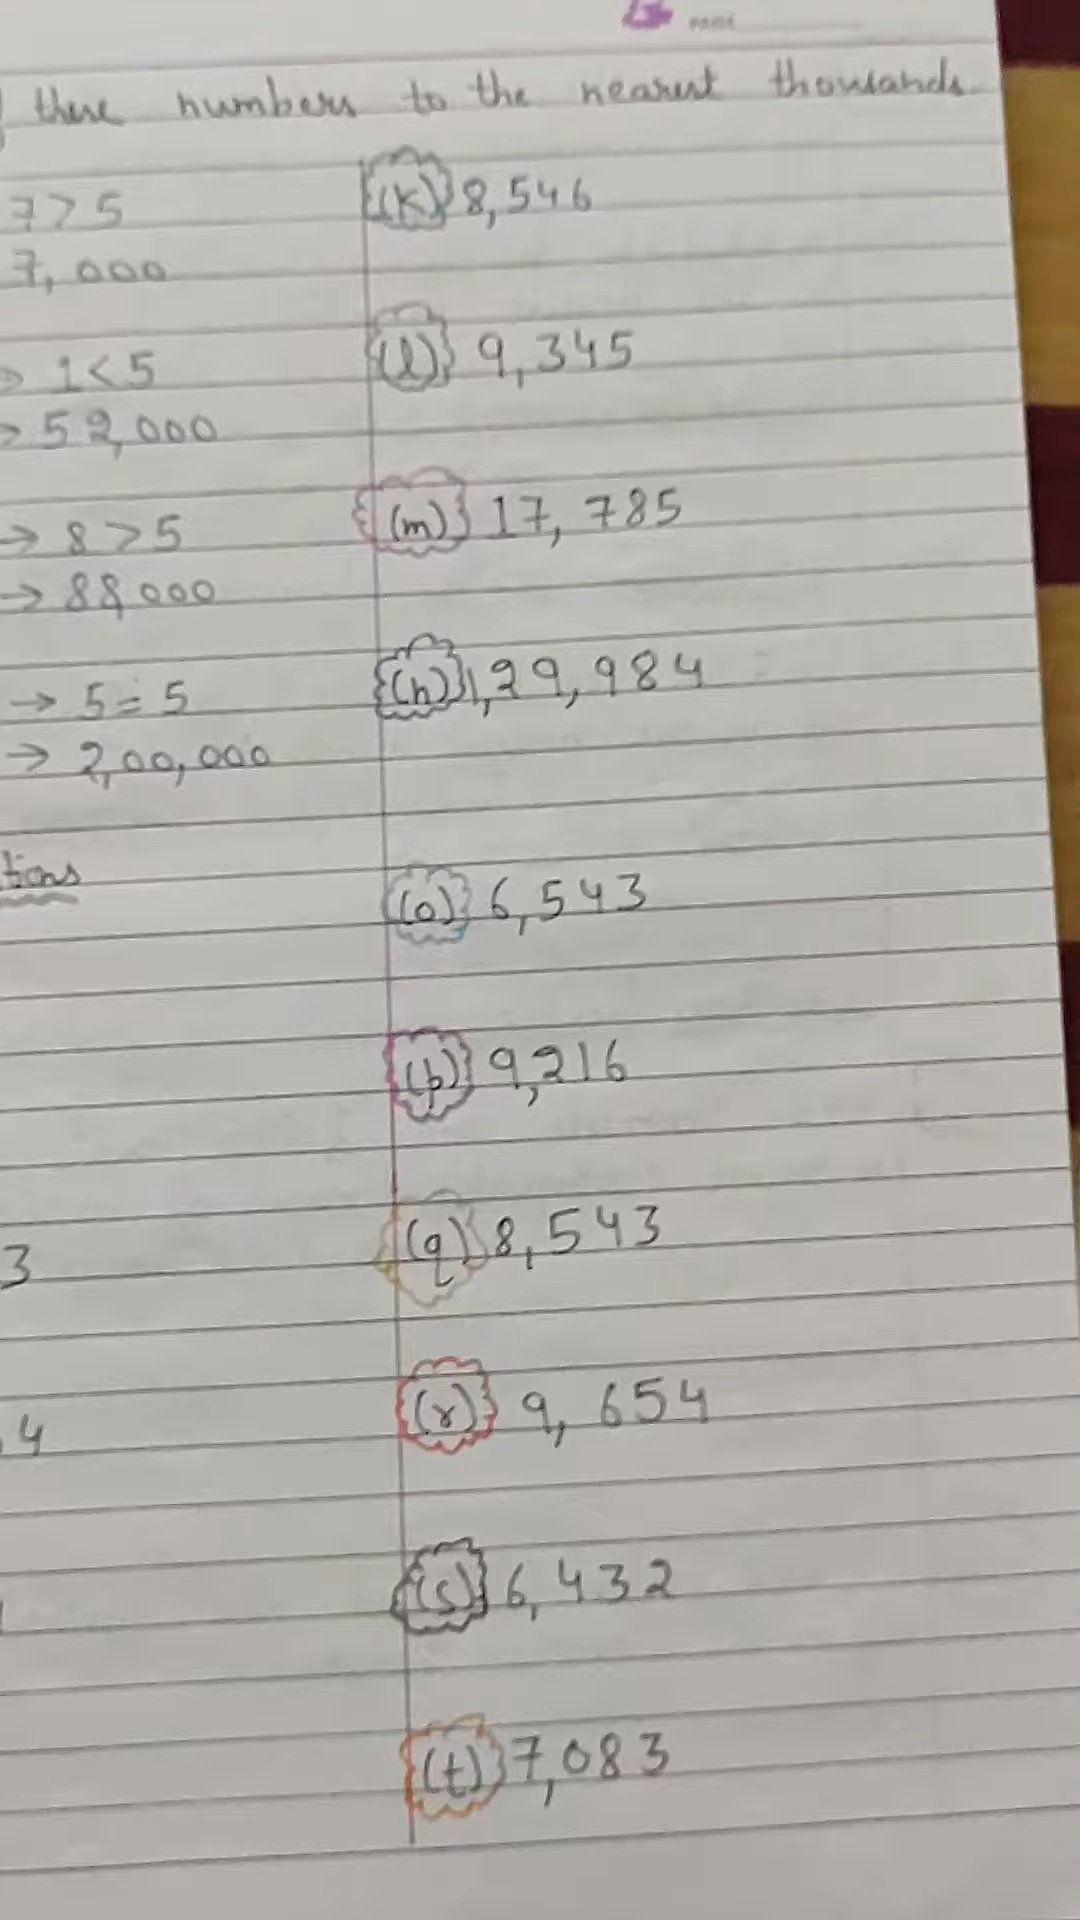 these numbers to the nearest thousands
7 > 5
7,000
→ 1 < 5
→ 52,000
→ 8 > 5
→ 88,000
→ 5 = 5
→ 2,00,000
tions
3
4
(k) 8,546
(l) 9,345
(m) 17,785
(n) 1,29,984
(o) 6,543
(p) 9,216
(q) 8,543
(r) 9,654
(s) 6,432
(t) 7,083